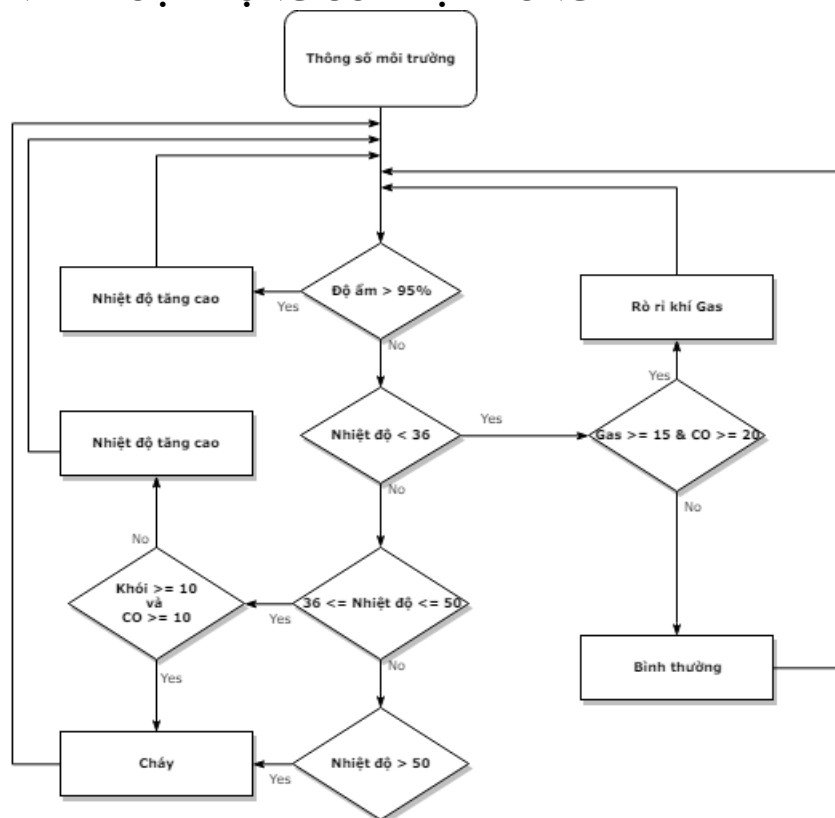 Thông số môi trường
Độ ẩm > 95%
Yes
Nhiệt độ tăng cao
No
Rò rỉ khí Gas
Nhiệt độ < 36
Yes
Gas >= 15 & CO >= 20
Yes
No
Bình thường
Nhiệt độ tăng cao
No
36 <= Nhiệt độ <= 50
Yes
Khói >= 10
và
CO >= 10
No
Yes
No
Nhiệt độ > 50
Yes
Cháy